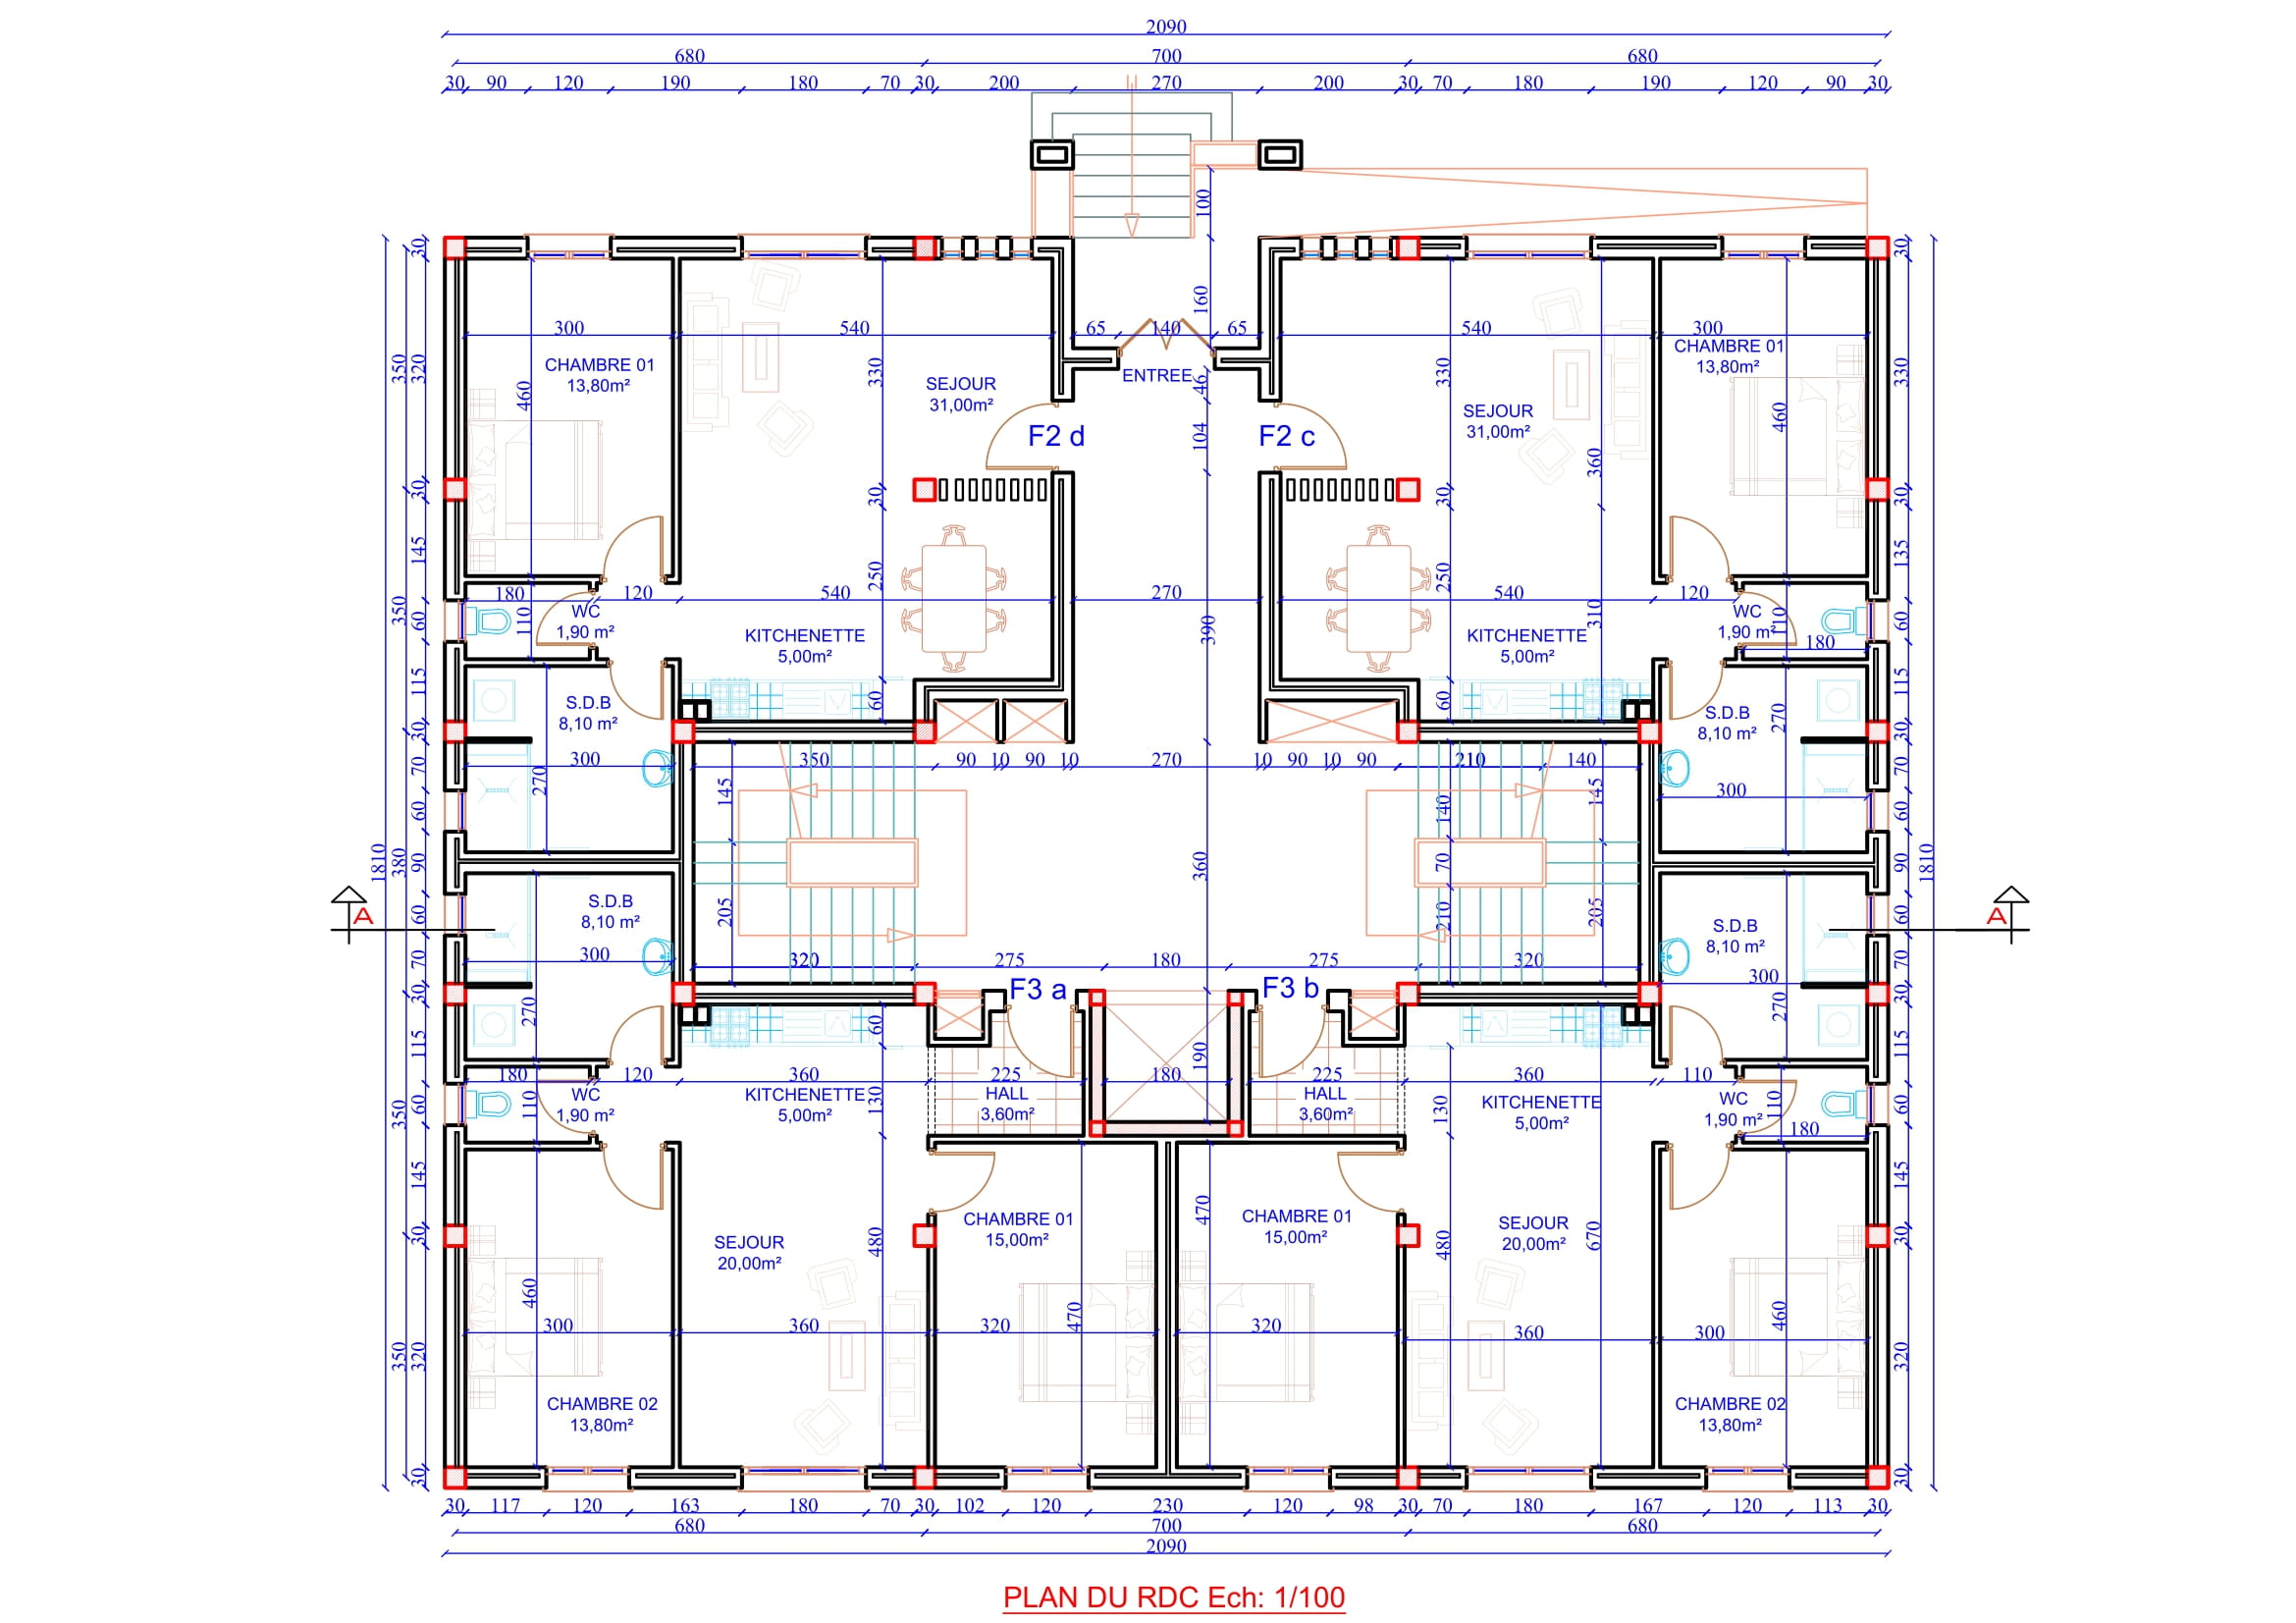 2090
680 700 680
30 90 120 190 180 70 30 200 270 200 30 70 180 190 120 90 30
100
160
30 30
300 540 65 140 65 540 300
CHAMBRE 01
13,80m²
ENTREE
46
CHAMBRE 01
13,80m²
SEJOUR
31,00m²
SEJOUR
31,00m²
350 320 460 330 330 360 460 330
F2 d F2 c
104
30 30 30 30
145 250 250 135
180 120 540 270 540 120
WC
1,90 m²
WC
1,90 m²
350 60 110 390 310 110 60
180
KITCHENETTE
5,00m²
KITCHENETTE
5,00m²
115 60 60 115
S.D.B
8,10 m²
S.D.B
8,10 m²
30 270 30
300 350 90 10 90 10 270 10 90 10 90 210 140 300
70 270 145 140 145 70
60 60
1810 380 90 360 70 90 1810
A A
60 205 210 205 60
S.D.B
8,10 m²
S.D.B
8,10 m²
300 320 275 180 275 320 300
70 70
F3 a F3 b
30 270 60 270 30
115 190 115
180 120 360 225 180 225 360 110
WC
1,90 m²
KITCHENETTE
5,00m²
HALL
3,60m²
HALL
3,60m²
KITCHENETTE
5,00m²
WC
1,90 m²
350 60 110 130 130 110 60
180
145 470 145
CHAMBRE 01
15,00m²
CHAMBRE 01
15,00m²
SEJOUR
20,00m²
SEJOUR
20,00m²
30 480 480 670 30
460 470 460
300 360 320 320 360 300
350 320 320
CHAMBRE 02
13,80m²
CHAMBRE 02
13,80m²
30 30
30 117 120 163 180 70 30 102 120 230 120 98 30 70 180 167 120 113 30
680 700 680
2090
PLAN DU RDC Ech: 1/100